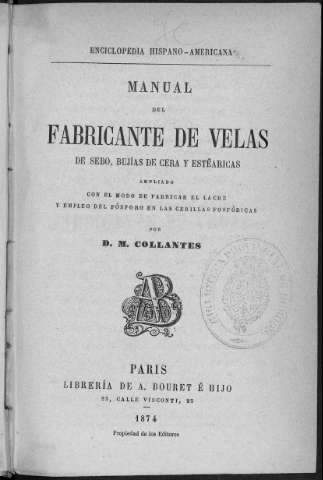 ENCICLOPEDIA HISPANO-AMERICANA
MANUAL
DEL
FABRICANTE DE VELAS
DE SEBO, BUJÍAS DE CERA Y ESTEÁRICAS
AMPLIADO
CON EL MODO DE FABRICAR EL LACRE
Y EMPLEO DEL FÓSFORO EN LAS CERILLAS FOSFÓRICAS
POR
D. M. COLLANTES
AB
PARIS
LIBRERÍA DE A. BOURET É HIJO
23, CALLE VISCONTI, 23
1874
Propiedad de los Editores